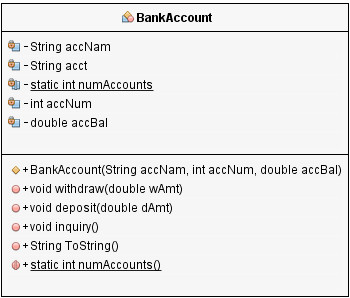 BankAccount
- String accNam
- String acct
- static int numAccounts
- int accNum
- double accBal
+ BankAccount(String accNam, int accNum, double accBal)
+ void withdraw(double wAmt)
+ void deposit(double dAmt)
+ void inquiry()
+ String ToString()
+ static int numAccounts()